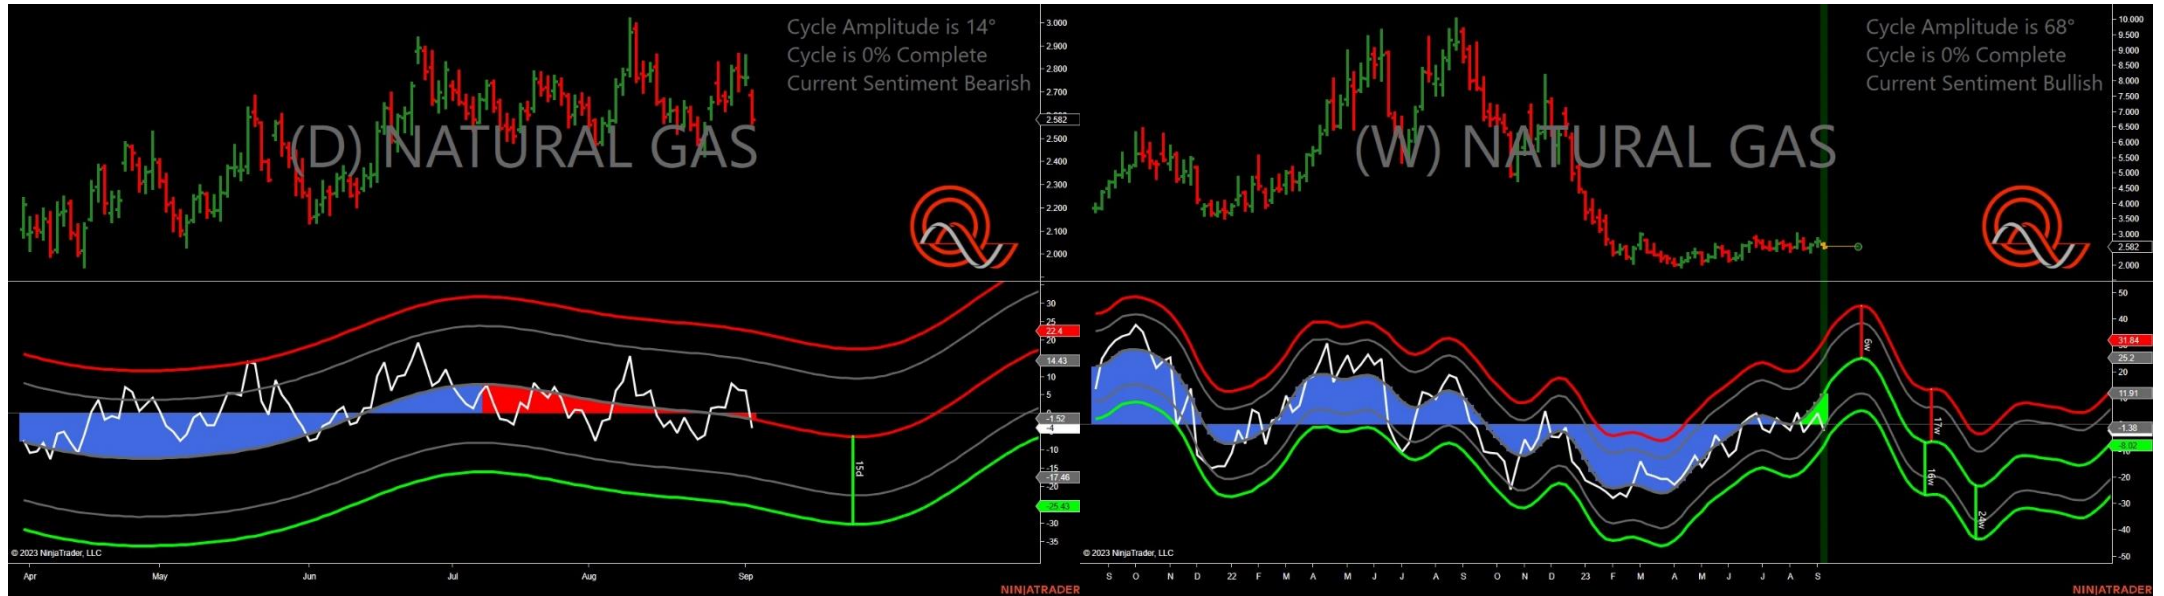 Cycle Amplitude is 14°
Cycle is 0% Complete
Current Sentiment Bearish
(D) NATURAL GAS
3.000
2.900
2.800
2.700
2.582
2.500
2.400
2.300
2.200
2.100
2.000
30
25
22.4
20
14.43
10
5
-1.52
-4
-10
-15
-17.46
-20
-25.43
-30
-35
© 2023 NinjaTrader, LLC
15d
Apr
May
Jun
Jul
Aug
Sep
NINJATRADER
Cycle Amplitude is 68°
Cycle is 0% Complete
Current Sentiment Bullish
(W) NATURAL GAS
10.000
9.500
9.000
8.500
8.000
7.500
7.000
6.500
6.000
5.500
5.000
4.500
4.000
3.500
3.000
2.582
2.000
50
40
31.84
25.2
20
11.91
-1.38
-8.02
-20
-30
-40
-50
6w
17w
16w
24w
© 2023 NinjaTrader, LLC
S O N D 22 F M A M J J A S O N D 23 F M A M J J A S
NINJATRADER